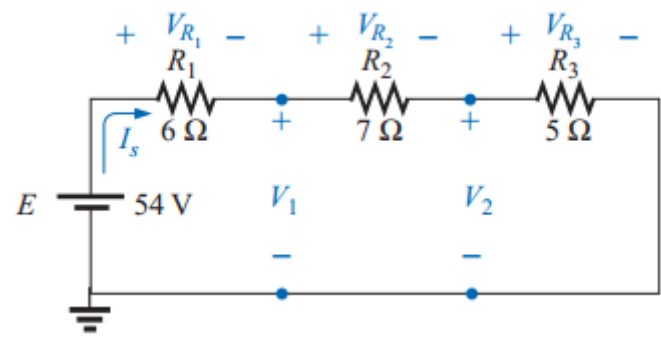 + V_R1 − + V_R2 − + V_R3 −
R1 R2 R3
I_s 6 Ω + 7 Ω + 5 Ω
E 54 V V1 V2
− −